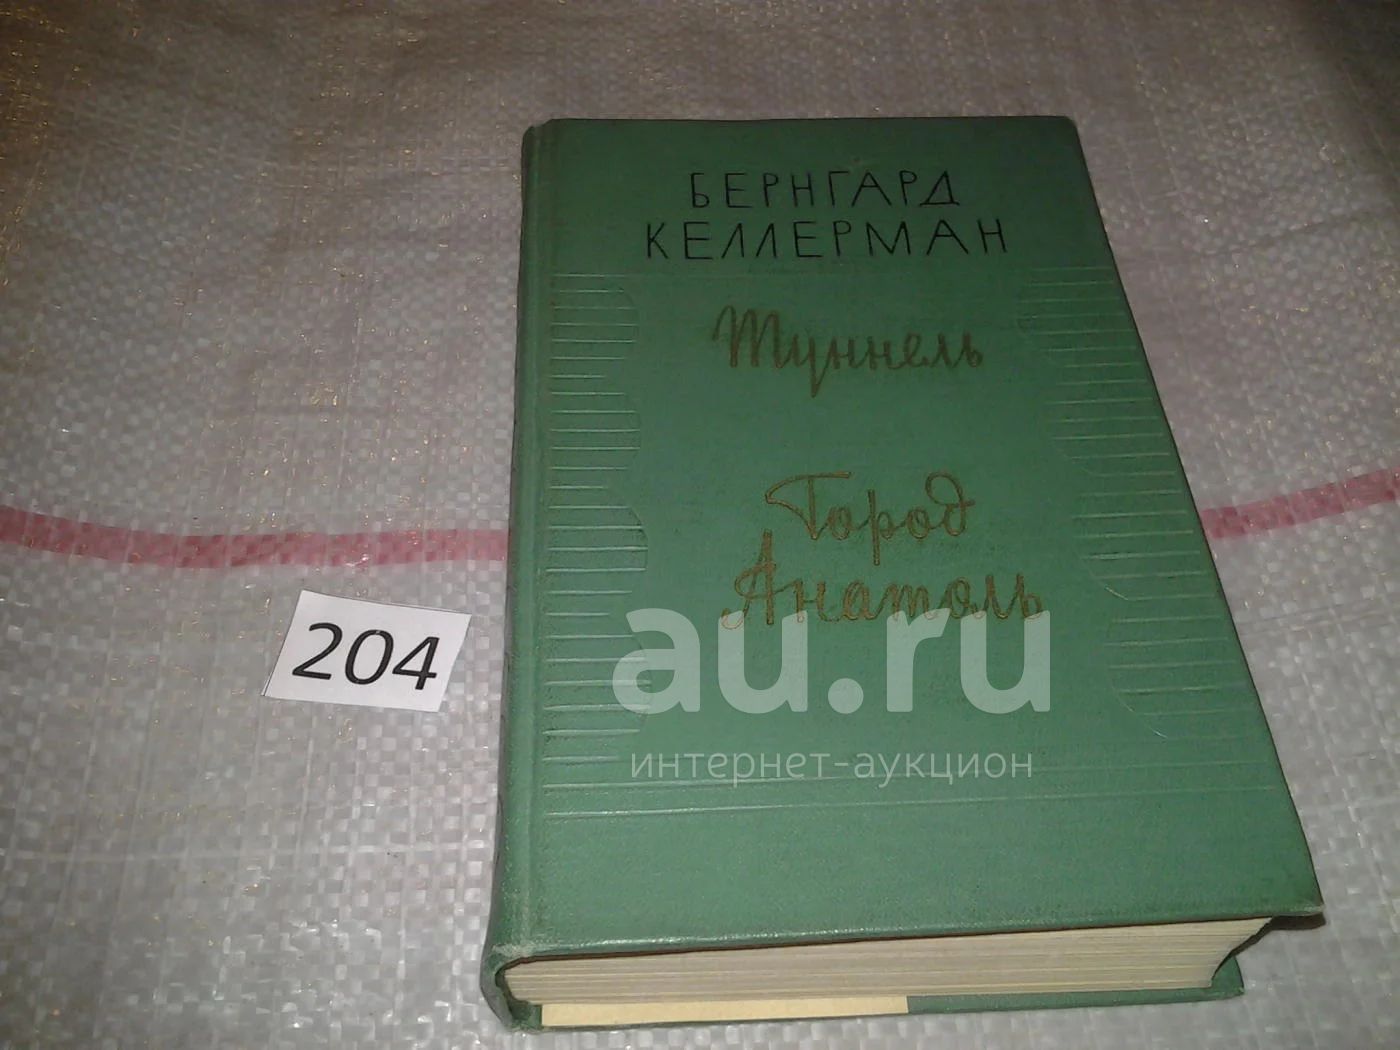 БЕРНГАРД
КЕЛЛЕРМАН
Туннель
Город
Анатоль
204
au.ru
интернет-аукцион